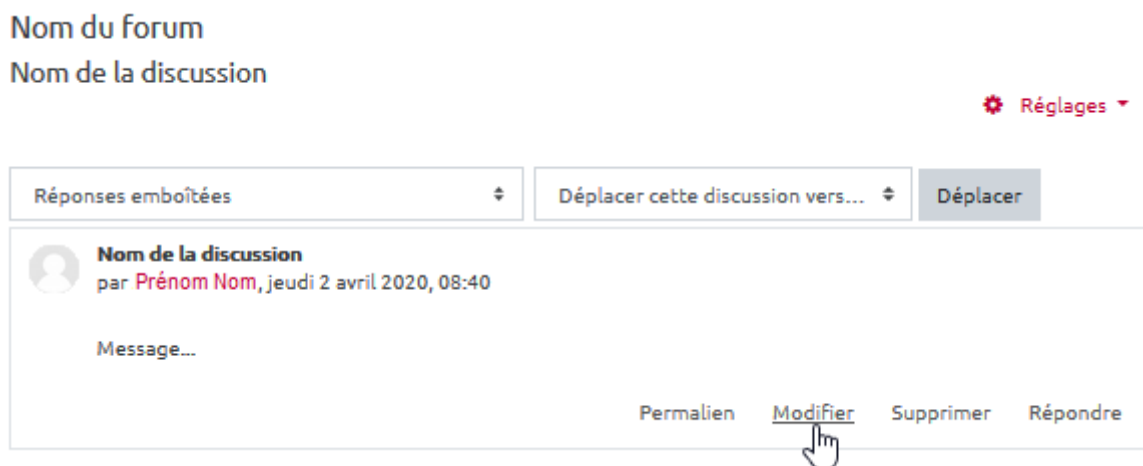 Nom du forum
Nom de la discussion
Réglages
Réponses emboîtées
Déplacer cette discussion vers...
Déplacer
Nom de la discussion
par Prénom Nom, jeudi 2 avril 2020, 08:40
Message...
Permalien Modifier Supprimer Répondre